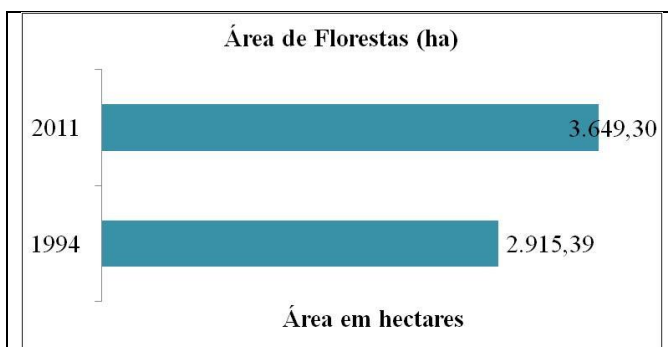 Área de Florestas (ha)
2011
3.649,30
1994
2.915,39
Área em hectares